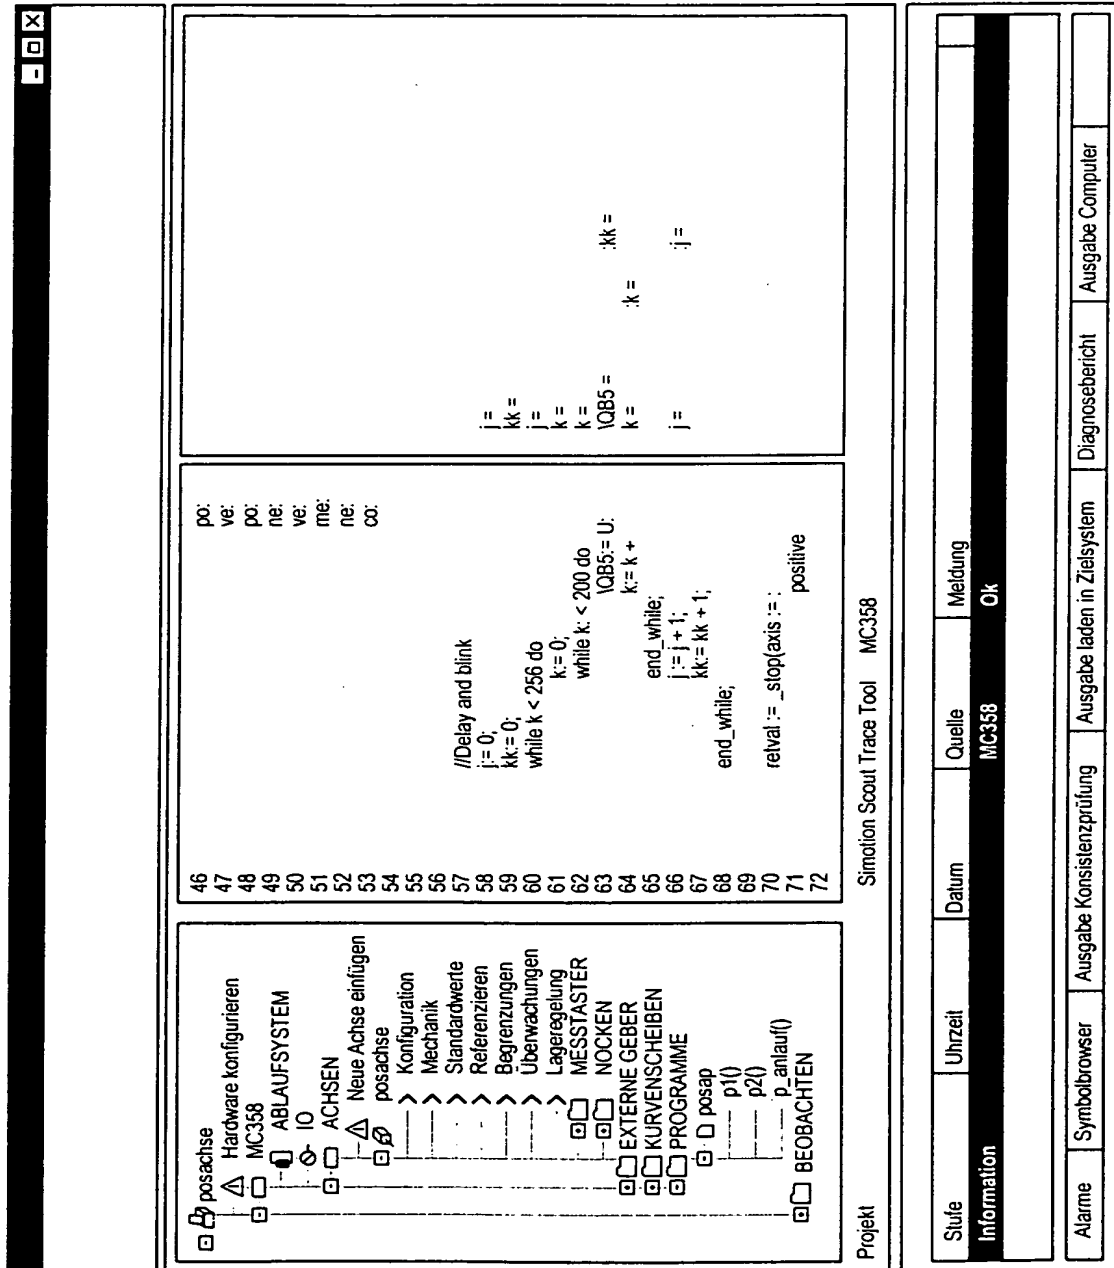 posachse
Hardware konfigurieren
MC358
ABLAUFSYSTEM
IO
ACHSEN
Neue Achse einfügen
posachse
Konfiguration
Mechanik
Standardwerte
Referenzieren
Begrenzungen
Überwachungen
Lageregelung
MESSTASTER
NOCKEN
EXTERNE GEBER
KURVENSCHEIBEN
PROGRAMME
posap
p1()
p2()
p_anlauf()
BEOBACHTEN
Projekt
46 po:
47 ve:
48 po:
49 ne:
50 ve:
51 me:
52 ne:
53 co:
54
55
56
57 //Delay and blink
58 j:= 0;
59 kk:= 0;
60 while k < 256 do
61 k:= 0;
62 while k: < 200 do
63 \QB5:= U:
64 k:= k +
65 end_while;
66 j:= j + 1;
67 kk:= kk + 1;
68 end_while;
69
70 retval := _stop(axis := :
71 positive
72
Simotion Scout Trace Tool MC358
j =
kk =
j =
k =
k =
\QB5 = :kk =
k = :k =
j = :j =
Stufe Uhrzeit Datum Quelle Meldung
Information MC358 Ok
Alarme Symbolbrowser Ausgabe Konsistenzprüfung Ausgabe laden in Zielsystem Diagnosebericht Ausgabe Computer